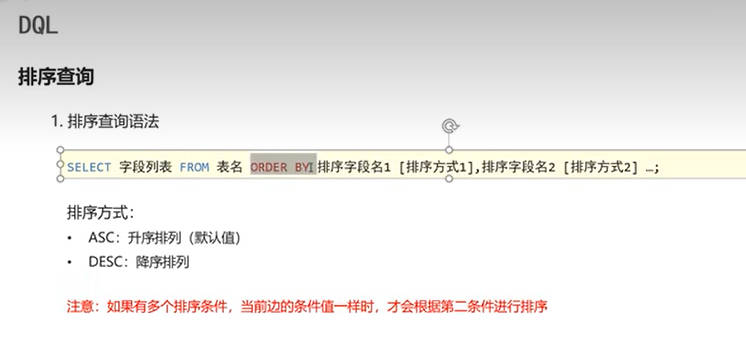 DQL
排序查询
1. 排序查询语法
SELECT 字段列表 FROM 表名 ORDER BY 排序字段名1 [排序方式1],排序字段名2 [排序方式2] …;
排序方式：
• ASC：升序排列（默认值）
• DESC：降序排列
注意：如果有多个排序条件，当前边的条件值一样时，才会根据第二条件进行排序